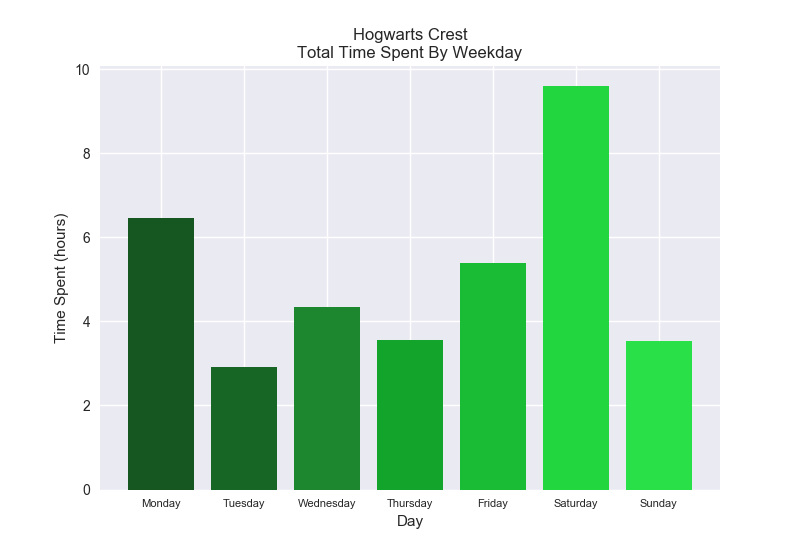 Hogwarts Crest
Total Time Spent By Weekday
10
8
6
4
2
0
Time Spent (hours)
Monday Tuesday Wednesday Thursday Friday Saturday Sunday
Day